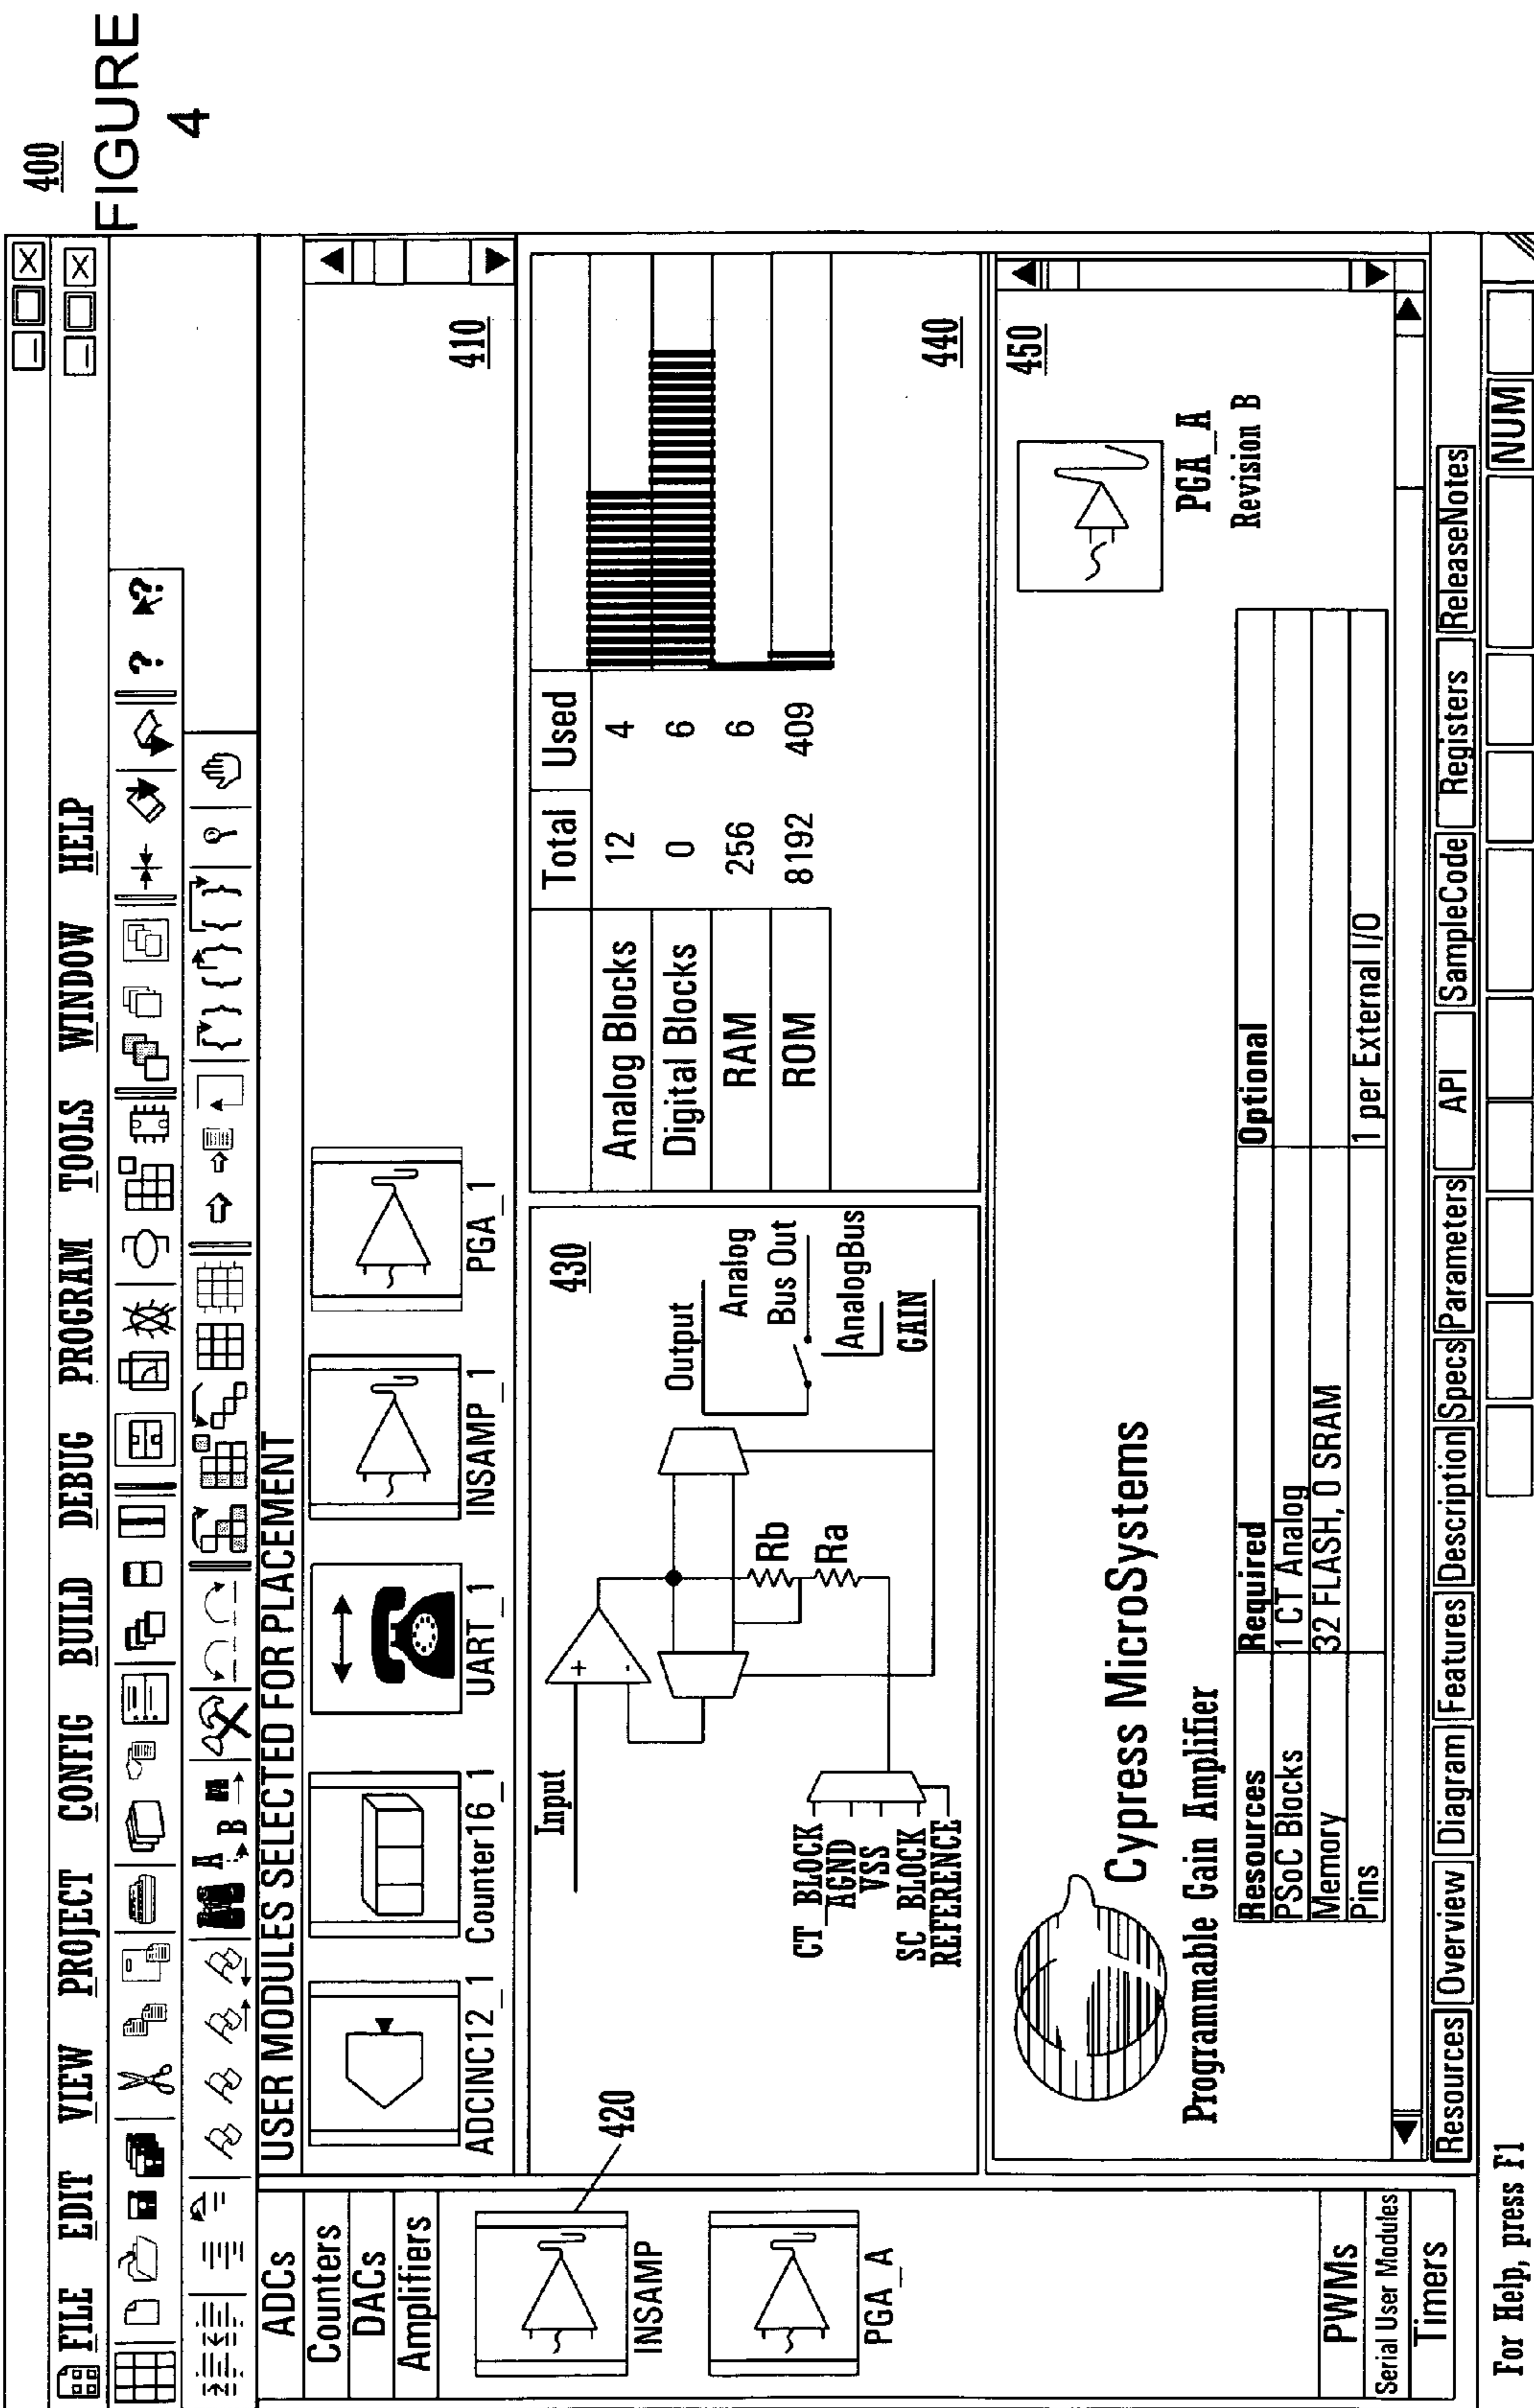 400
FIGURE
4
FILE EDIT VIEW PROJECT CONFIG BUILD DEBUG PROGRAM TOOLS WINDOW HELP
? ?
A B M { } { } { }
USER MODULES SELECTED FOR PLACEMENT
ADCINC12_1 Counter16_1 UART_1 INSAMP_1 PGA_1
410
ADCs
Counters
DACs
Amplifiers
INSAMP
PGA_A
PWMs
Serial User Modules
Timers
420
430
Input
+
-
Rb
Ra
Output
Analog
Bus Out
AnalogBus
GAIN
CT_BLOCK
AGND
VSS
SC_BLOCK
REFERENCE
Total Used
Analog Blocks 12 4
Digital Blocks 0 6
RAM 256 6
ROM 8192 409
440
450
Cypress MicroSystems
PGA_A
Revision B
Programmable Gain Amplifier
Resources Required Optional
PSoC Blocks 1 CT Analog
Memory 32 FLASH, 0 SRAM
Pins 1 per External I/O
Resources Overview Diagram Features Description Specs Parameters API SampleCode Registers ReleaseNotes
For Help, press F1 NUM